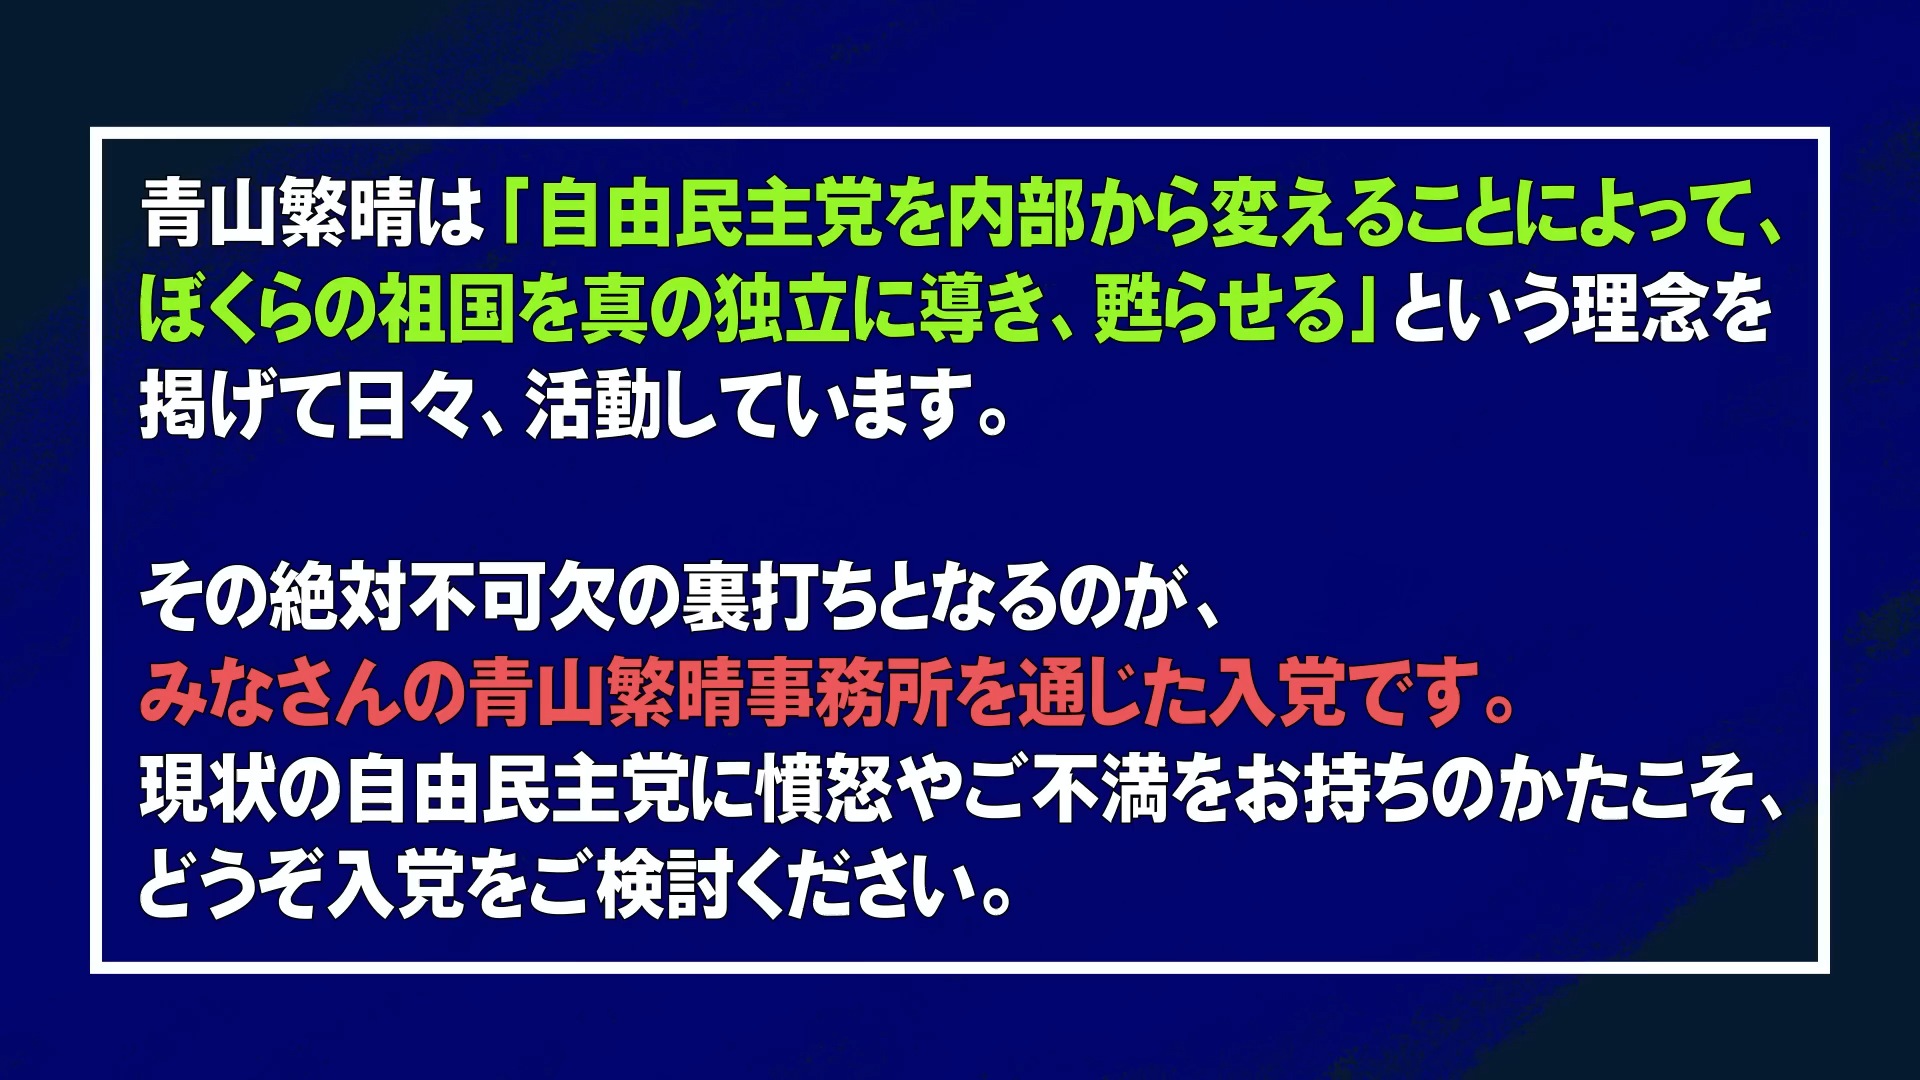 青山繁晴は「自由民主党を内部から変えることによって、
ぼくらの祖国を真の独立に導き、甦らせる」という理念を
掲げて日々、活動しています。
その絶対不可欠の裏打ちとなるのが、
みなさんの青山繁晴事務所を通じた入党です。
現状の自由民主党に憤怒やご不満をお持ちのかたこそ、
どうぞ入党をご検討ください。